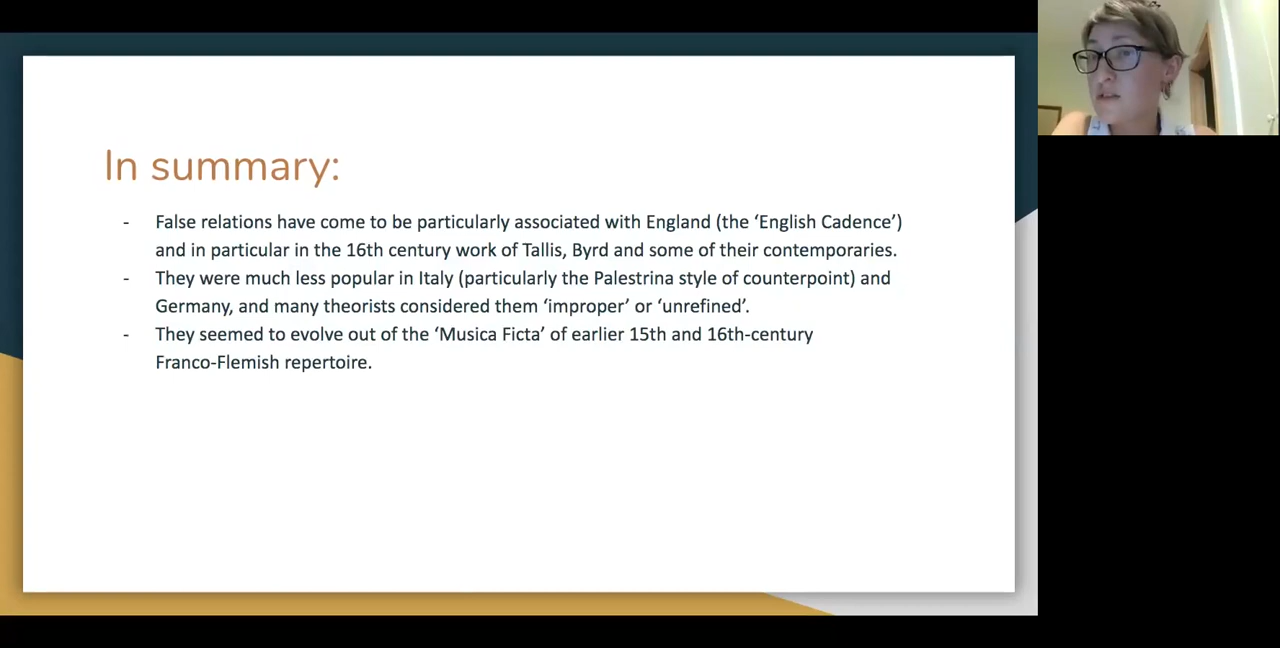 In summary:
- False relations have come to be particularly associated with England (the ‘English Cadence’)
and in particular in the 16th century work of Tallis, Byrd and some of their contemporaries.
- They were much less popular in Italy (particularly the Palestrina style of counterpoint) and
Germany, and many theorists considered them ‘improper’ or ‘unrefined’.
- They seemed to evolve out of the ‘Musica Ficta’ of earlier 15th and 16th-century
Franco-Flemish repertoire.